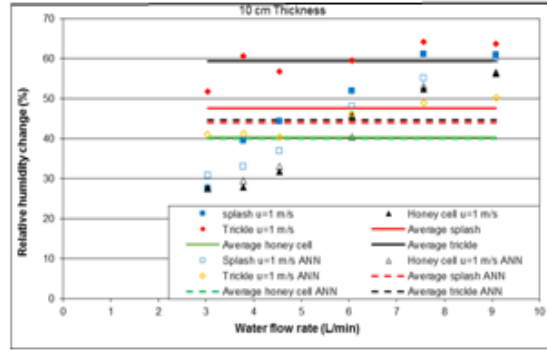 10 cm Thickness
Relative humidity change (%)
70
60
50
40
30
20
10
0
splash u=1 m/s
Honey cell u=1 m/s
Trickle u=1 m/s
Average splash
Average honey cell
Average trickle
Splash u=1 m/s ANN
Honey cell u=1 m/s ANN
Trickle u=1 m/s ANN
Average splash ANN
Average honey cell ANN
Average trickle ANN
0 1 2 3 4 5 6 7 8 9 10
Water flow rate (L/min)